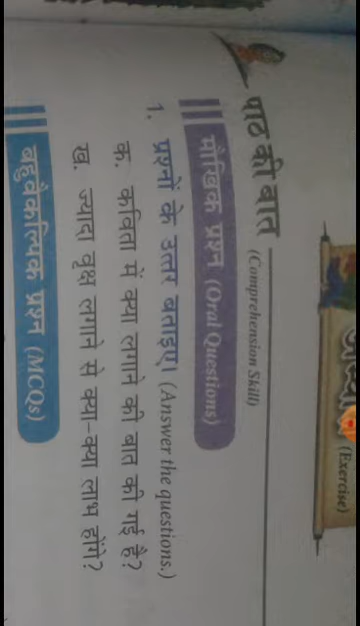 (Exercise)
पाठ की बात (Comprehension Skill)
मौखिक प्रश्न (Oral Questions)
1. प्रश्नों के उत्तर बताइए। (Answer the questions.)
क. कविता में क्या लगाने की बात की गई है?
ख. ज्यादा वृक्ष लगाने से क्या-क्या लाभ होंगे?
बहुवैकल्पिक प्रश्न (MCQs)